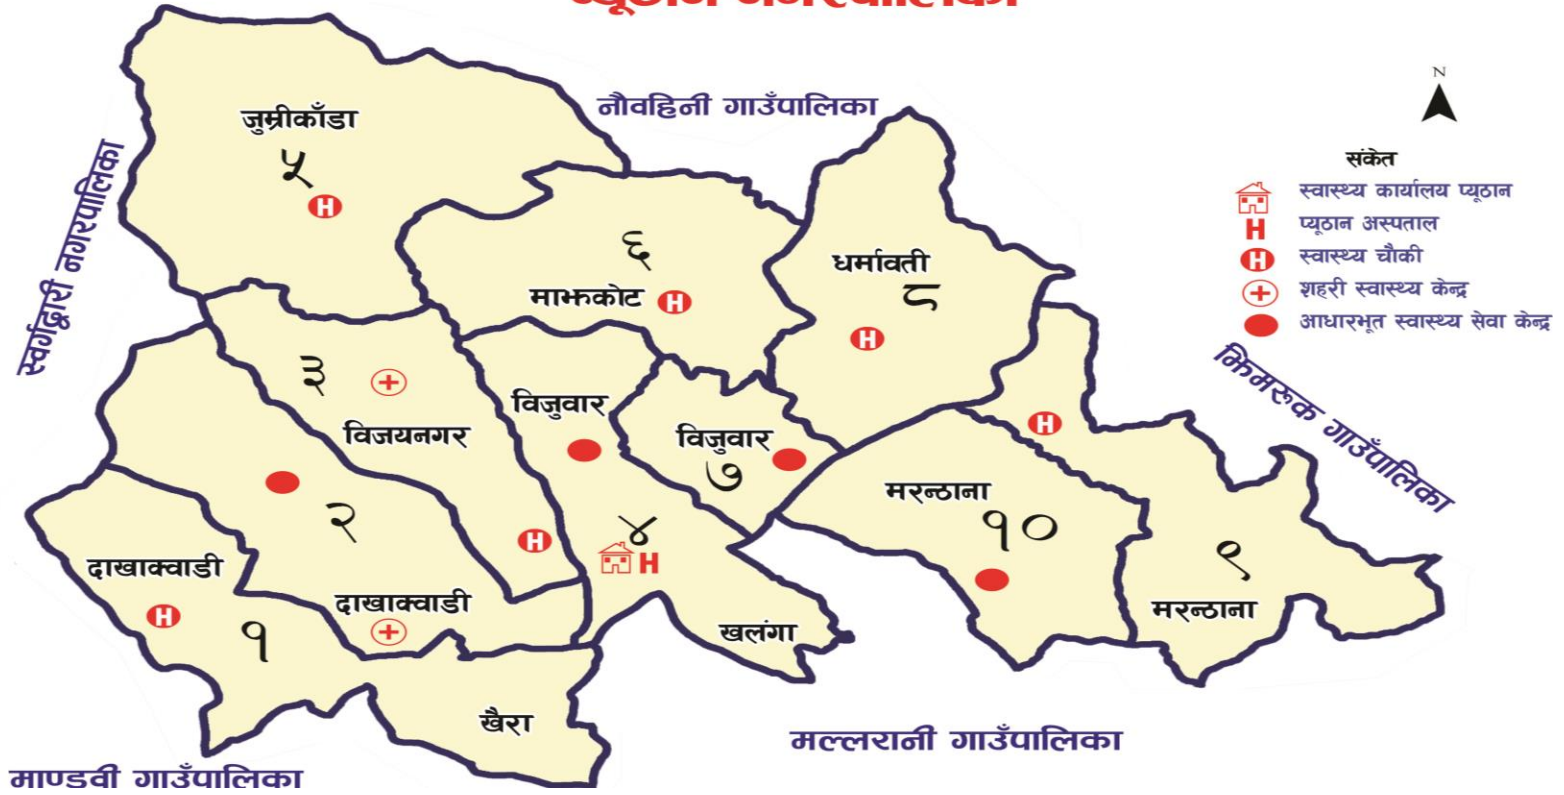 प्यूठान नगरपालिका
नौवहिनी गाउँपालिका
जुम्रीकाँडा
५
H
स्वर्गद्वारी नगरपालिका
६
माझकोट
H
धर्मावती
८
H
N
संकेत
स्वास्थ्य कार्यालय प्यूठान
H प्यूठान अस्पताल
H स्वास्थ्य चौकी
शहरी स्वास्थ्य केन्द्र
आधारभूत स्वास्थ्य सेवा केन्द्र
झिमरुक गाउँपालिका
३
विजयनगर
H
विजुवार
४
H
खलंगा
विजुवार
७
H
मरन्ठाना
१०
९
मरन्ठाना
२
दाखाक्वाडी
दाखाक्वाडी
H
१
खैरा
मल्लरानी गाउँपालिका
माण्डवी गाउँपालिका